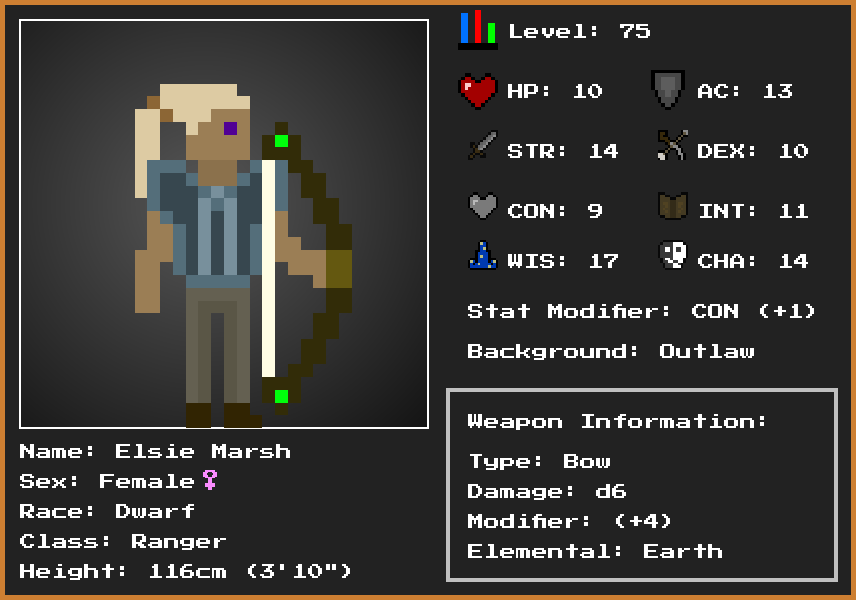 Level: 75
HP: 10
AC: 13
STR: 14
DEX: 10
CON: 9
INT: 11
WIS: 17
CHA: 14
Stat Modifier: CON (+1)
Background: Outlaw
Weapon Information:
Type: Bow
Damage: d6
Modifier: (+4)
Elemental: Earth
Name: Elsie Marsh
Sex: Female♀
Race: Dwarf
Class: Ranger
Height: 116cm (3'10")